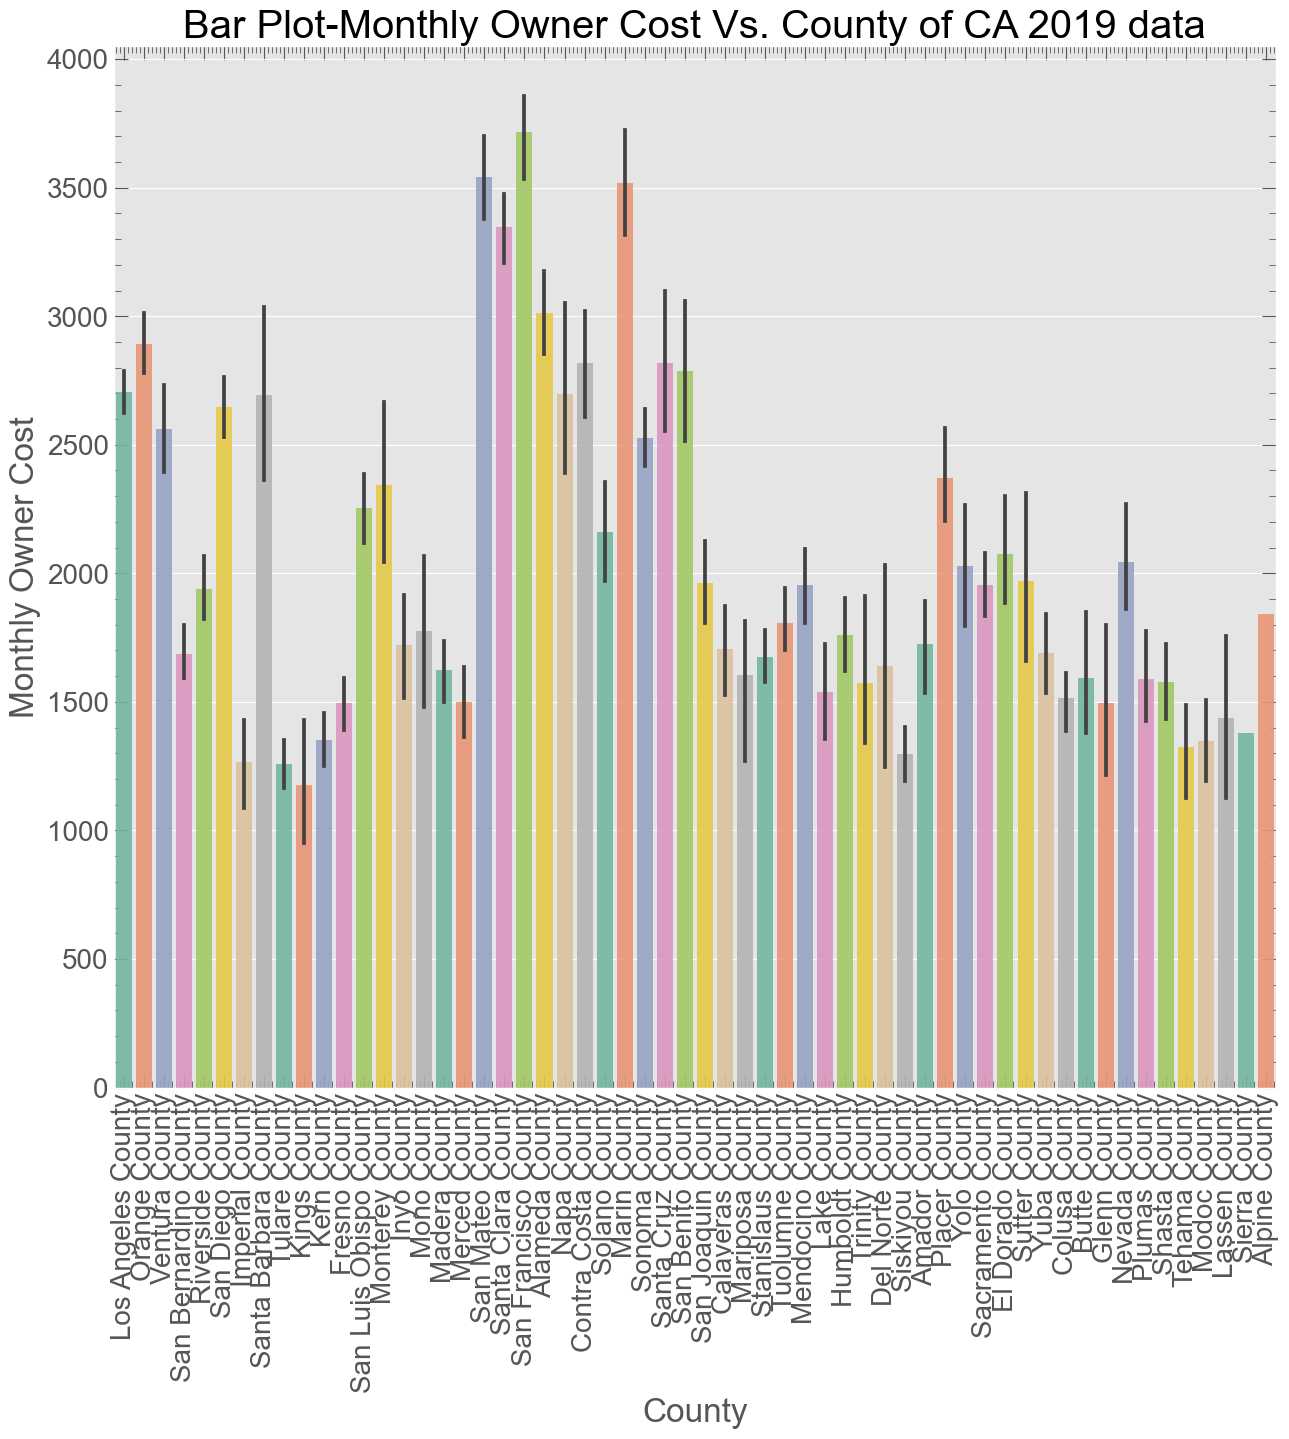 Bar Plot-Monthly Owner Cost Vs. County of CA 2019 data
4000
3500
3000
2500
2000
1500
1000
500
0
Monthly Owner Cost
Los Angeles County
Orange County
Ventura County
San Bernardino County
Riverside County
San Diego County
Imperial County
Santa Barbara County
Tulare County
Kings County
Kern County
Fresno County
San Luis Obispo County
Monterey County
Inyo County
Mono County
Madera County
Merced County
San Mateo County
Santa Clara County
San Francisco County
Alameda County
Napa County
Contra Costa County
Solano County
Marin County
Sonoma County
Santa Cruz County
San Benito County
San Joaquin County
Calaveras County
Mariposa County
Stanislaus County
Tuolumne County
Mendocino County
Lake County
Humboldt County
Trinity County
Del Norte County
Siskiyou County
Amador County
Placer County
Yolo County
Sacramento County
El Dorado County
Sutter County
Yuba County
Colusa County
Butte County
Glenn County
Nevada County
Plumas County
Shasta County
Tehama County
Modoc County
Lassen County
Sierra County
Alpine County
County